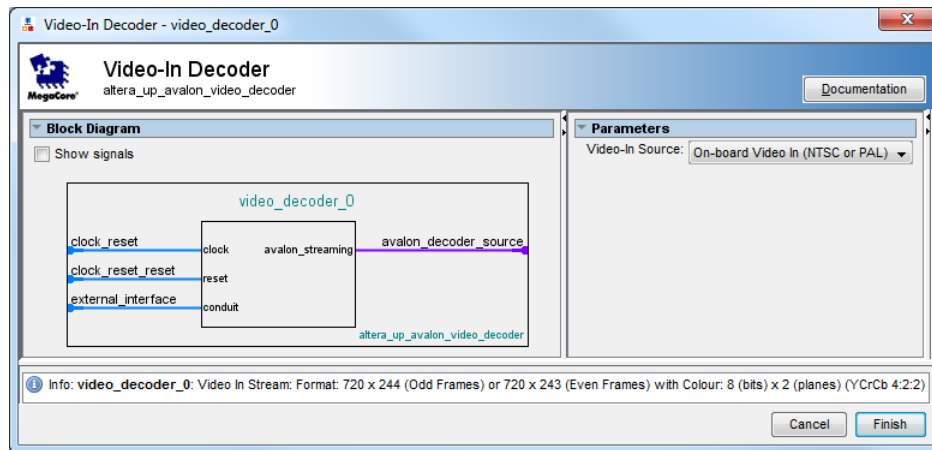 Video-In Decoder - video_decoder_0
Video-In Decoder
altera_up_avalon_video_decoder
MegaCore'
Documentation
Block Diagram
Show signals
video_decoder_0
clock_reset
clock
avalon_streaming
avalon_decoder_source
clock_reset_reset
reset
external_interface
conduit
altera_up_avalon_video_decoder
Parameters
Video-In Source: On-board Video In (NTSC or PAL)
Info: video_decoder_0: Video In Stream: Format: 720 x 244 (Odd Frames) or 720 x 243 (Even Frames) with Colour: 8 (bits) x 2 (planes) (YCrCb 4:2:2)
Cancel
Finish